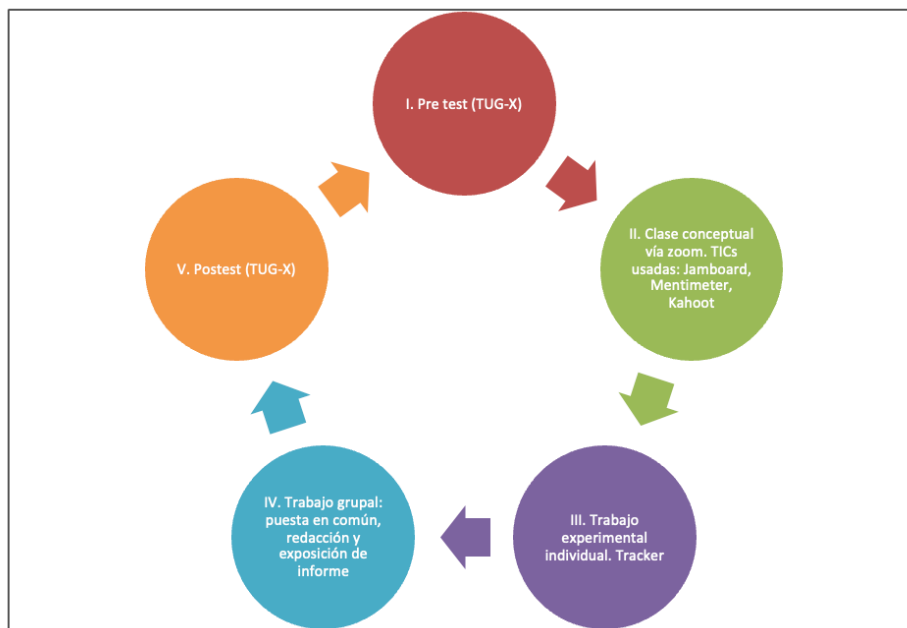 I. Pre test (TUG-X)
II. Clase conceptual
vía zoom. TICs
usadas: Jamboard,
Mentimeter,
Kahoot
III. Trabajo
experimental
individual. Tracker
IV. Trabajo grupal:
puesta en común,
redacción y
exposición de
informe
V. Postest (TUG-X)